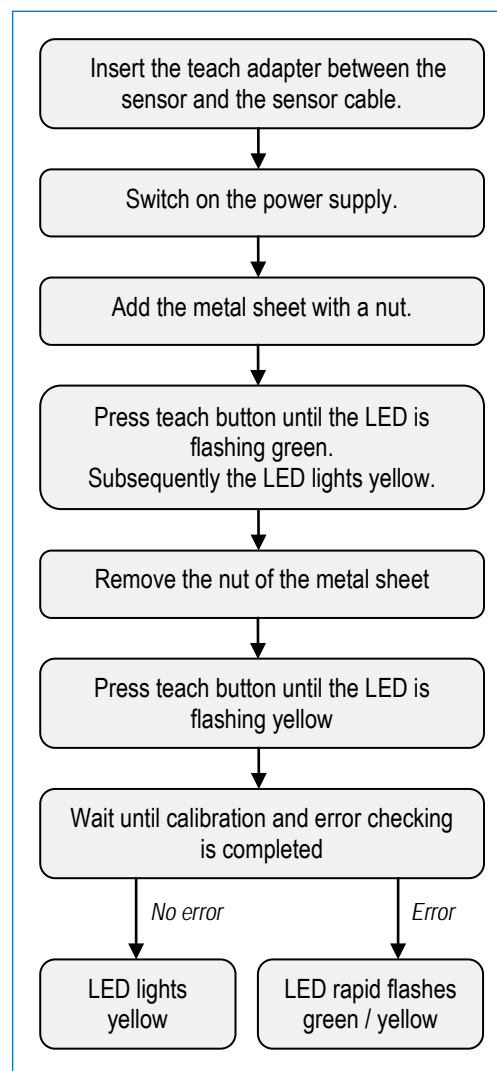 Insert the teach adapter between the
sensor and the sensor cable.
Switch on the power supply.
Add the metal sheet with a nut.
Press teach button until the LED is
flashing green.
Subsequently the LED lights yellow.
Remove the nut of the metal sheet
Press teach button until the LED is
flashing yellow
Wait until calibration and error checking
is completed
No error
Error
LED lights
yellow
LED rapid flashes
green / yellow